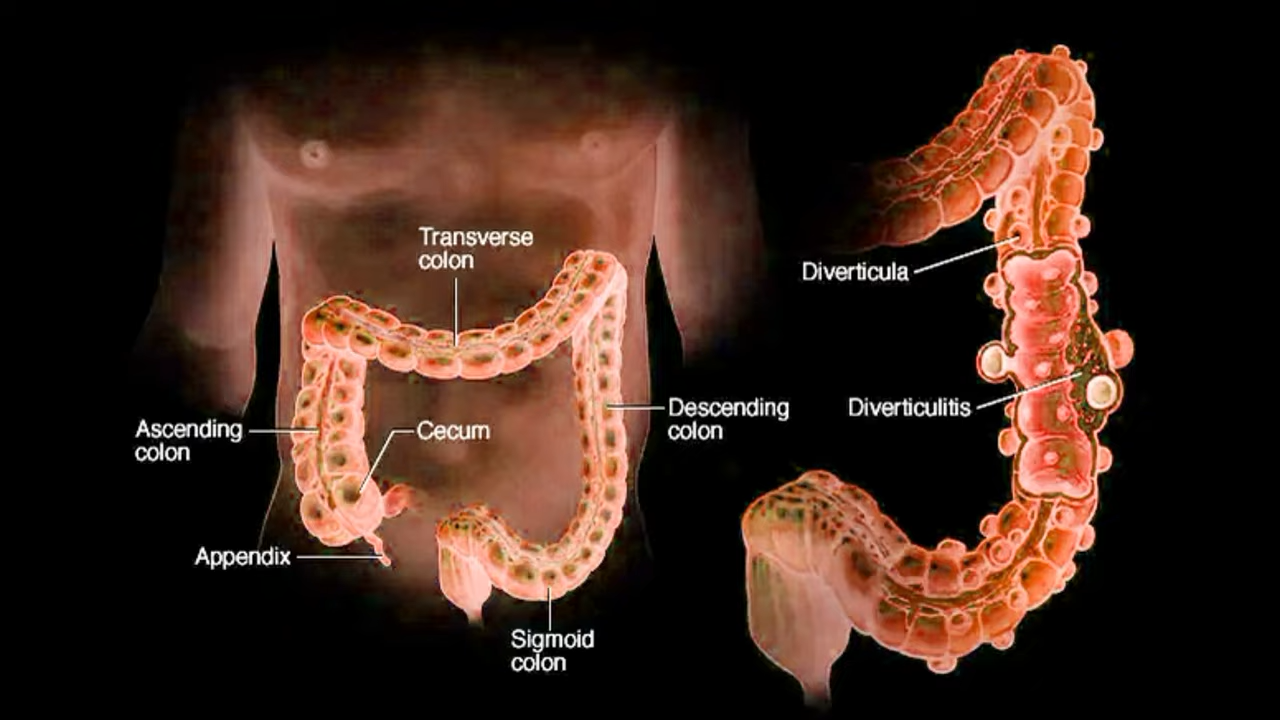 Transverse
colon
Diverticula
Ascending
colon
Cecum
Descending
colon
Diverticulitis
Appendix
Sigmoid
colon